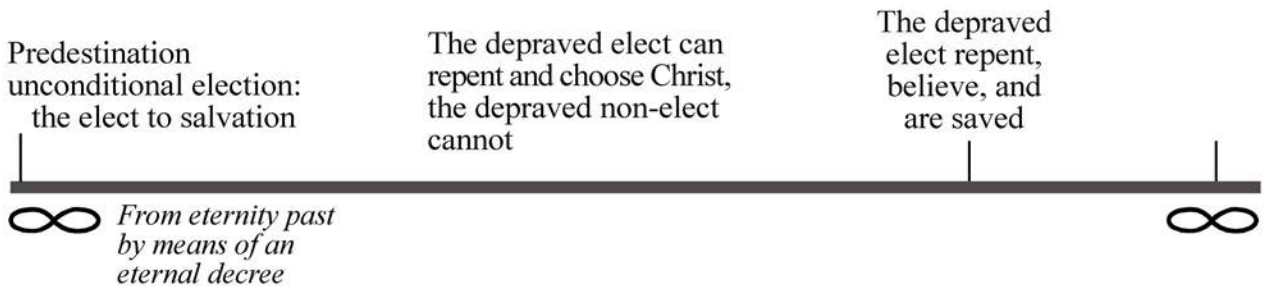 Predestination
unconditional election:
the elect to salvation
The depraved elect can
repent and choose Christ,
the depraved non-elect
cannot
The depraved
elect repent,
believe, and
are saved
∞
From eternity past
by means of an
eternal decree
∞